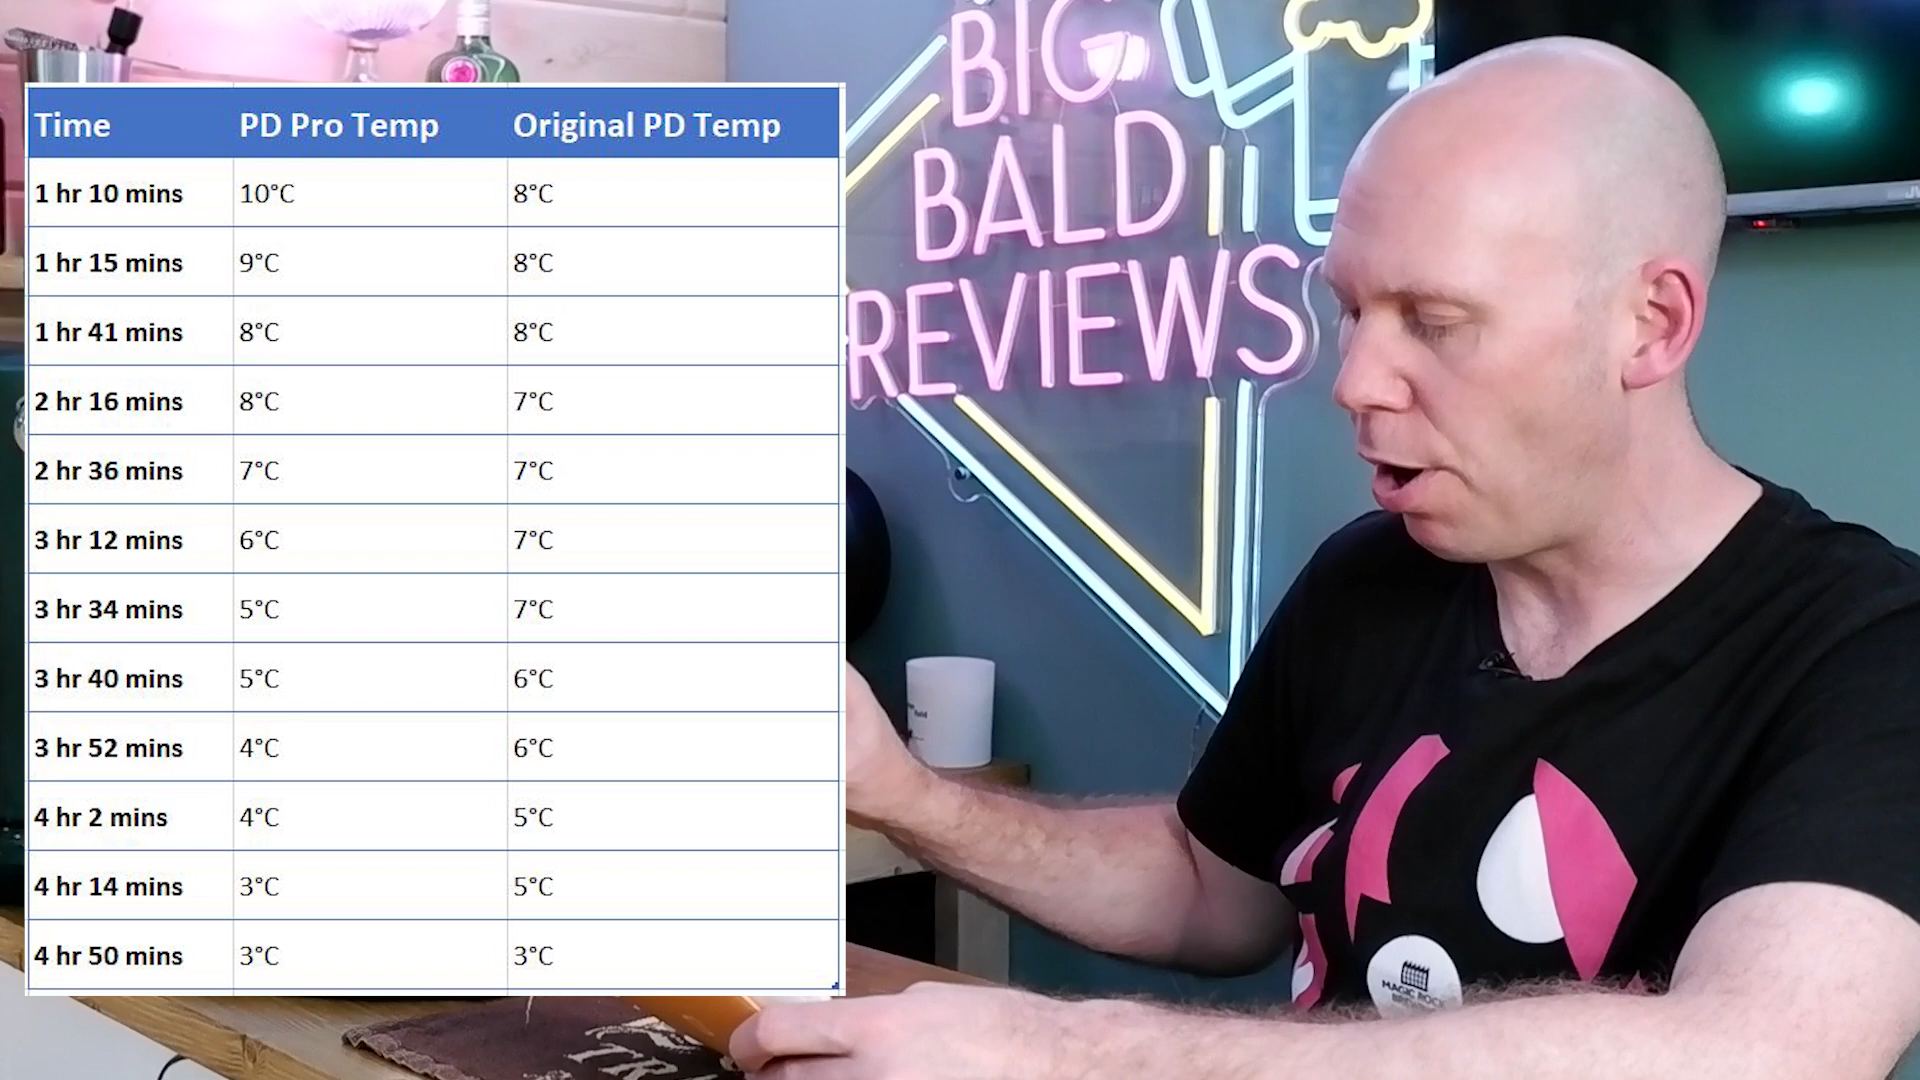 Time PD Pro Temp Original PD Temp
1 hr 10 mins 10°C 8°C
1 hr 15 mins 9°C 8°C
1 hr 41 mins 8°C 8°C
2 hr 16 mins 8°C 7°C
2 hr 36 mins 7°C 7°C
3 hr 12 mins 6°C 7°C
3 hr 34 mins 5°C 7°C
3 hr 40 mins 5°C 6°C
3 hr 52 mins 4°C 6°C
4 hr 2 mins 4°C 5°C
4 hr 14 mins 3°C 5°C
4 hr 50 mins 3°C 3°C
BIG
BALD
REVIEWS
MAGIC ROCK